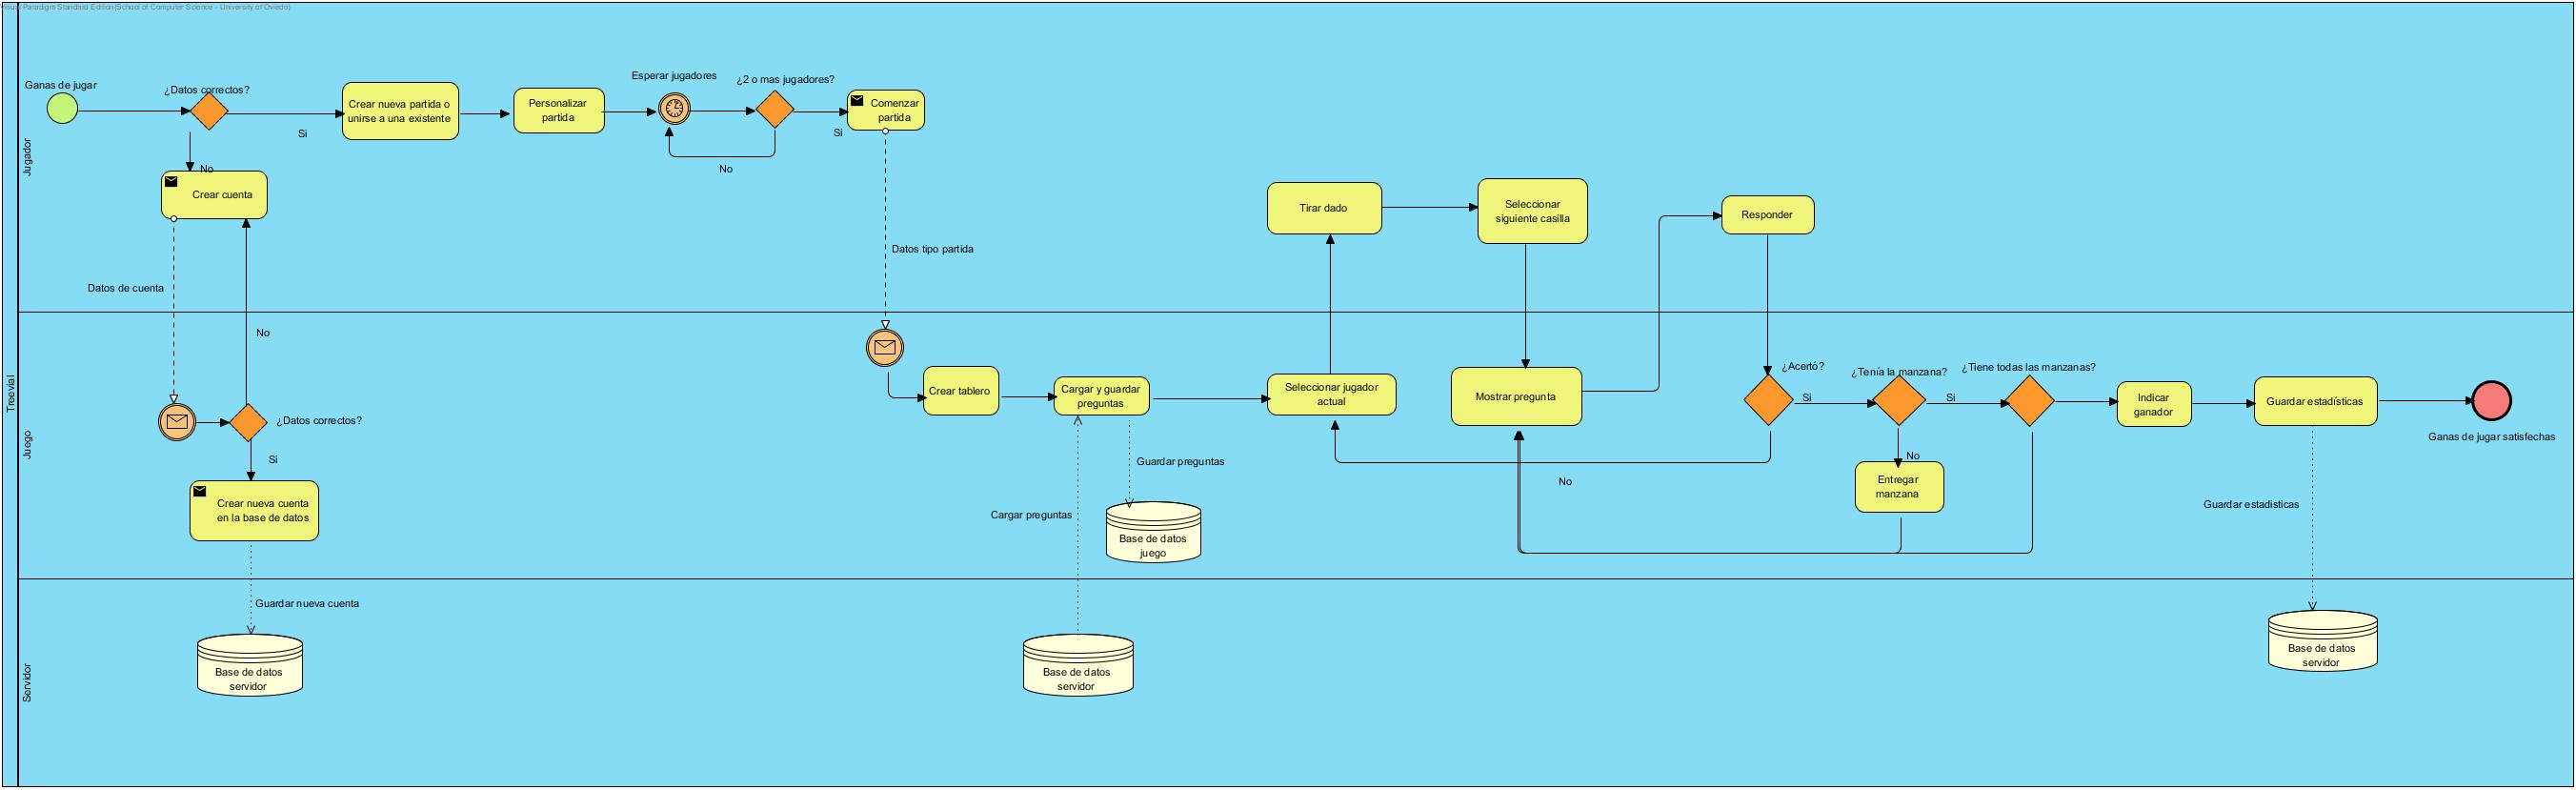 Visual Paradigm Standard Edition(School of Computer Science - University of Oviedo)
Treevial
Jugador
Ganas de jugar
¿Datos correctos?
Si
No
Crear nueva partida o
unirse a una existente
Personalizar
partida
Esperar jugadores
¿2 o mas jugadores?
No
Si
Comenzar
partida
Crear cuenta
Datos de cuenta
No
Datos tipo partida
Tirar dado
Seleccionar
siguiente casilla
Responder
Juego
¿Datos correctos?
Si
Crear nueva cuenta
en la base de datos
Crear tablero
Cargar y guardar
preguntas
Guardar preguntas
Cargar preguntas
Base de datos
juego
Seleccionar jugador
actual
Mostrar pregunta
¿Acertó?
Si
No
¿Tenía la manzana?
Si
No
Entregar
manzana
¿Tiene todas las manzanas?
Indicar
ganador
Guardar estadísticas
Ganas de jugar satisfechas
Guardar estadisticas
Servidor
Guardar nueva cuenta
Base de datos
servidor
Base de datos
servidor
Base de datos
servidor